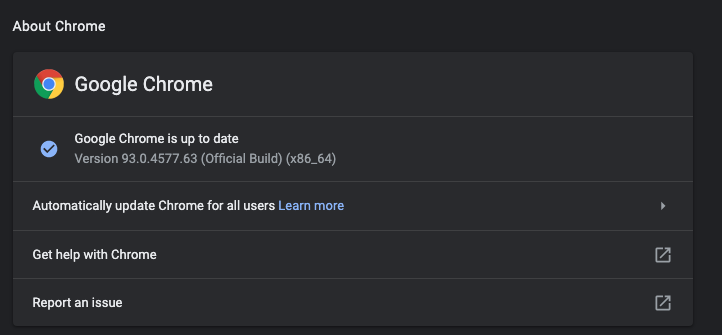 About Chrome
Google Chrome
Google Chrome is up to date
Version 93.0.4577.63 (Official Build) (x86_64)
Automatically update Chrome for all users Learn more
Get help with Chrome
Report an issue